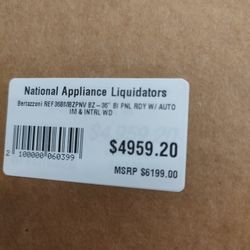 National Appliance Liquidators
Bertazzoni REF36BMBZPNV BZ - 36" BI PNL RDY W/ AUTO
IM & INTRL WD
2 100000 060399
$4959.20
MSRP $6199.00